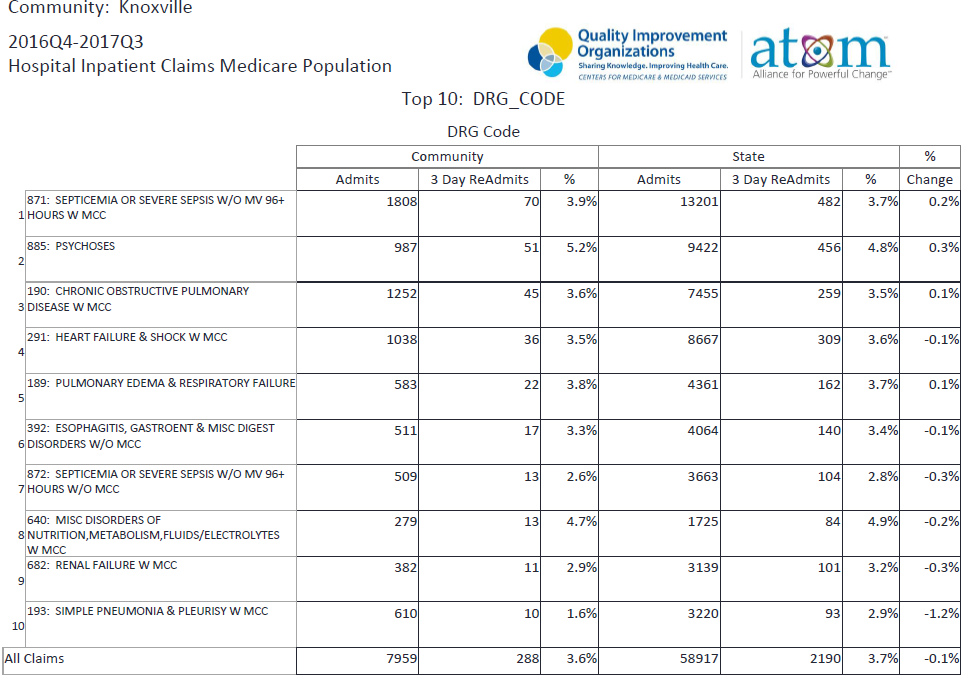 Community: Knoxville
2016Q4-2017Q3
Hospital Inpatient Claims Medicare Population
Quality Improvement
Organizations
Sharing Knowledge. Improving Health Care.
CENTERS FOR MEDICARE & MEDICAID SERVICES
atom
Alliance for Powerful Change™
Top 10: DRG_CODE
DRG Code
Community State %
Admits 3 Day ReAdmits % Admits 3 Day ReAdmits % Change
871: SEPTICEMIA OR SEVERE SEPSIS W/O MV 96+
1 HOURS W MCC 1808 70 3.9% 13201 482 3.7% 0.2%
885: PSYCHOSES 987 51 5.2% 9422 456 4.8% 0.3%
2
190: CHRONIC OBSTRUCTIVE PULMONARY
3 DISEASE W MCC 1252 45 3.6% 7455 259 3.5% 0.1%
291: HEART FAILURE & SHOCK W MCC 1038 36 3.5% 8667 309 3.6% -0.1%
4
189: PULMONARY EDEMA & RESPIRATORY FAILURE 583 22 3.8% 4361 162 3.7% 0.1%
5
392: ESOPHAGITIS, GASTROENT & MISC DIGEST
6 DISORDERS W/O MCC 511 17 3.3% 4064 140 3.4% -0.1%
872: SEPTICEMIA OR SEVERE SEPSIS W/O MV 96+
7 HOURS W/O MCC 509 13 2.6% 3663 104 2.8% -0.3%
640: MISC DISORDERS OF
8 NUTRITION,METABOLISM,FLUIDS/ELECTROLYTES
W MCC 279 13 4.7% 1725 84 4.9% -0.2%
682: RENAL FAILURE W MCC 382 11 2.9% 3139 101 3.2% -0.3%
9
193: SIMPLE PNEUMONIA & PLEURISY W MCC 610 10 1.6% 3220 93 2.9% -1.2%
10
All Claims 7959 288 3.6% 58917 2190 3.7% -0.1%